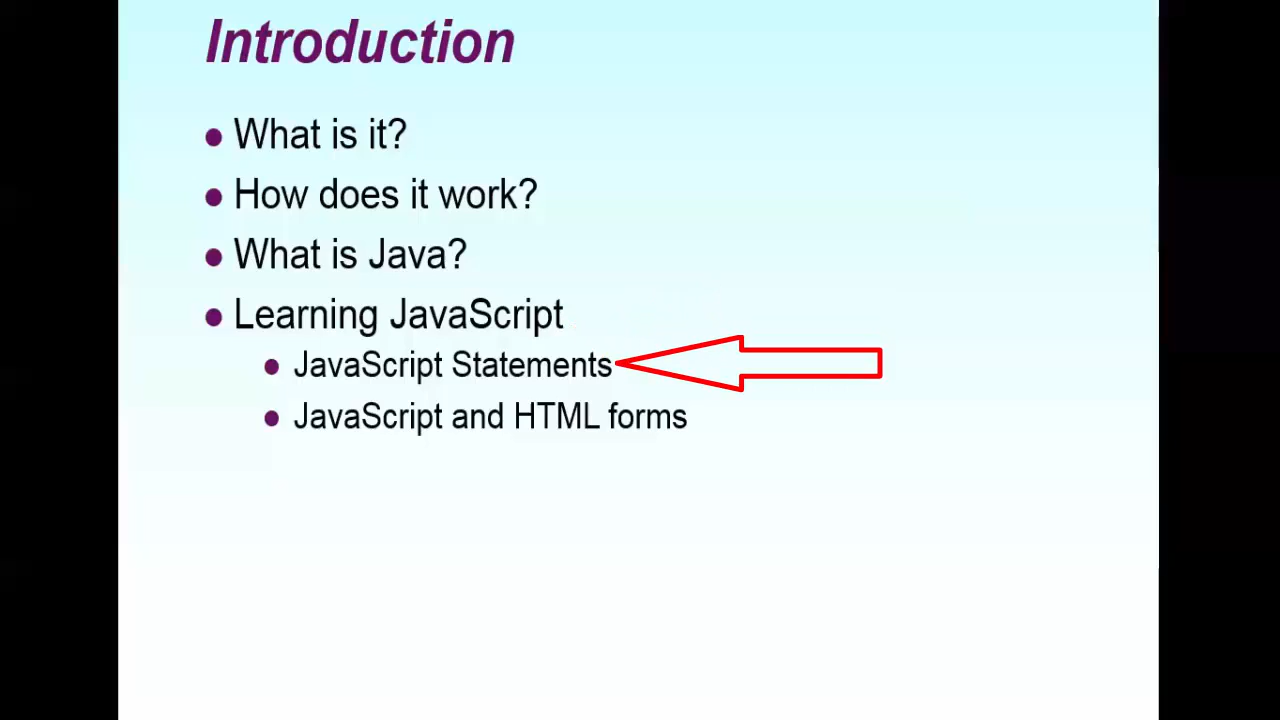 Introduction
What is it?
How does it work?
What is Java?
Learning JavaScript
JavaScript Statements
JavaScript and HTML forms